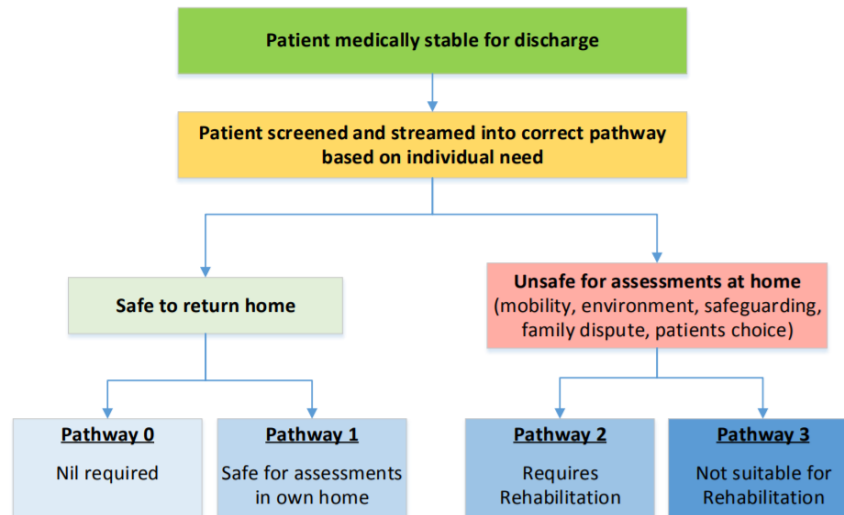 Patient medically stable for discharge
Patient screened and streamed into correct pathway
based on individual need
Safe to return home
Unsafe for assessments at home
(mobility, environment, safeguarding,
family dispute, patients choice)
Pathway 0
Nil required
Pathway 1
Safe for assessments
in own home
Pathway 2
Requires
Rehabilitation
Pathway 3
Not suitable for
Rehabilitation